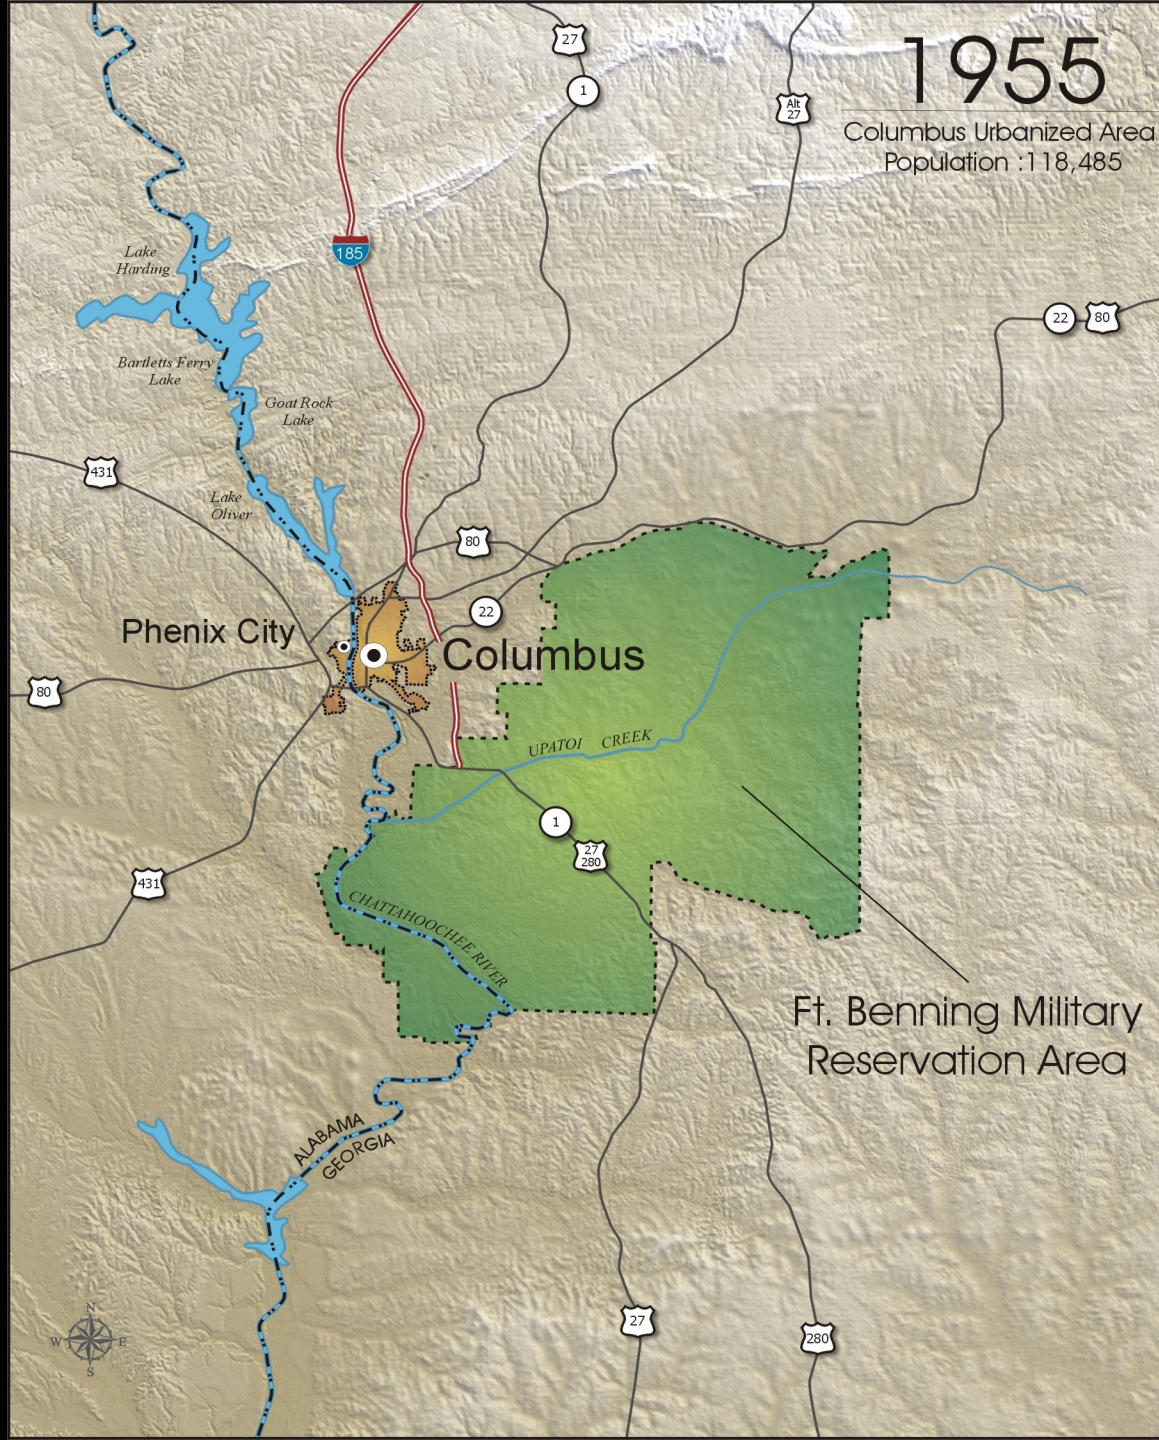 1955
Columbus Urbanized Area
Population :118,485
27
1
Alt
27
185
Lake
Harding
22
80
Bartletts Ferry
Lake
Goat Rock
Lake
431
Lake
Oliver
80
22
Phenix City
Columbus
80
UPATOI CREEK
1
27
280
431
CHATTAHOOCHEE RIVER
Ft. Benning Military
Reservation Area
ALABAMA
GEORGIA
N
W E
S
27
280